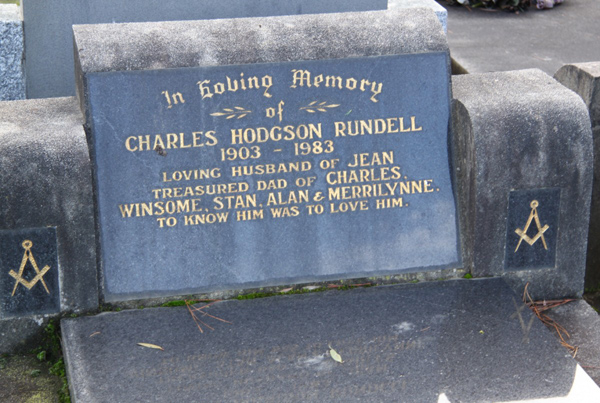 In Loving Memory
of
CHARLES HODGSON RUNDELL
1903 - 1983
LOVING HUSBAND OF JEAN
TREASURED DAD OF CHARLES,
WINSOME, STAN, ALAN & MERRILYNNE.
TO KNOW HIM WAS TO LOVE HIM.